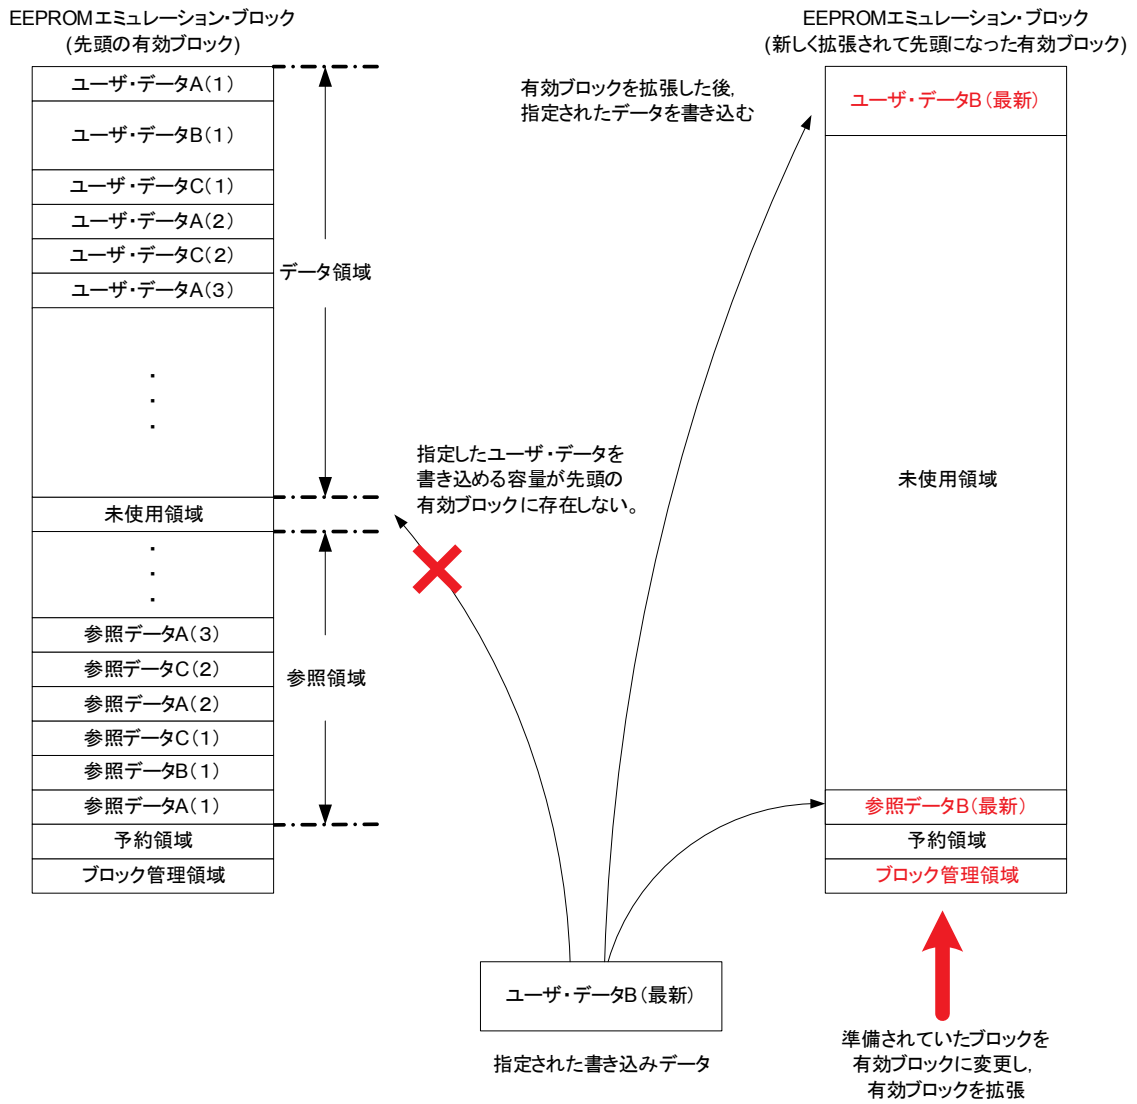 EEPROMエミュレーション・ブロック
(先頭の有効ブロック)
ユーザ・データA(1)
ユーザ・データB(1)
ユーザ・データC(1)
ユーザ・データA(2)
ユーザ・データC(2)
ユーザ・データA(3)
・
・
・
未使用領域
・
・
・
参照データA(3)
参照データC(2)
参照データA(2)
参照データC(1)
参照データB(1)
参照データA(1)
予約領域
ブロック管理領域
データ領域
参照領域
有効ブロックを拡張した後,
指定されたデータを書き込む
指定したユーザ・データを
書き込める容量が先頭の
有効ブロックに存在しない。
ユーザ・データB(最新)
指定された書き込みデータ
EEPROMエミュレーション・ブロック
(新しく拡張されて先頭になった有効ブロック)
ユーザ・データB(最新)
未使用領域
参照データB(最新)
予約領域
ブロック管理領域
準備されていたブロックを
有効ブロックに変更し,
有効ブロックを拡張